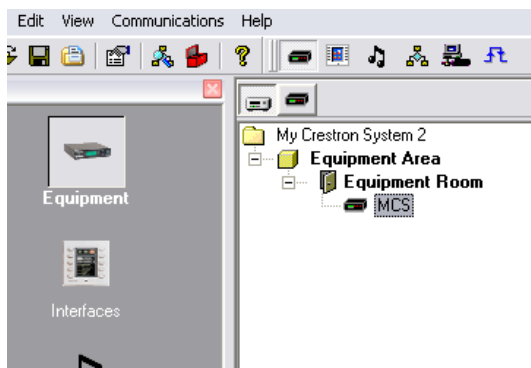 Edit View Communications Help
My Crestron System 2
Equipment Area
Equipment Room
MCS
Equipment
Interfaces